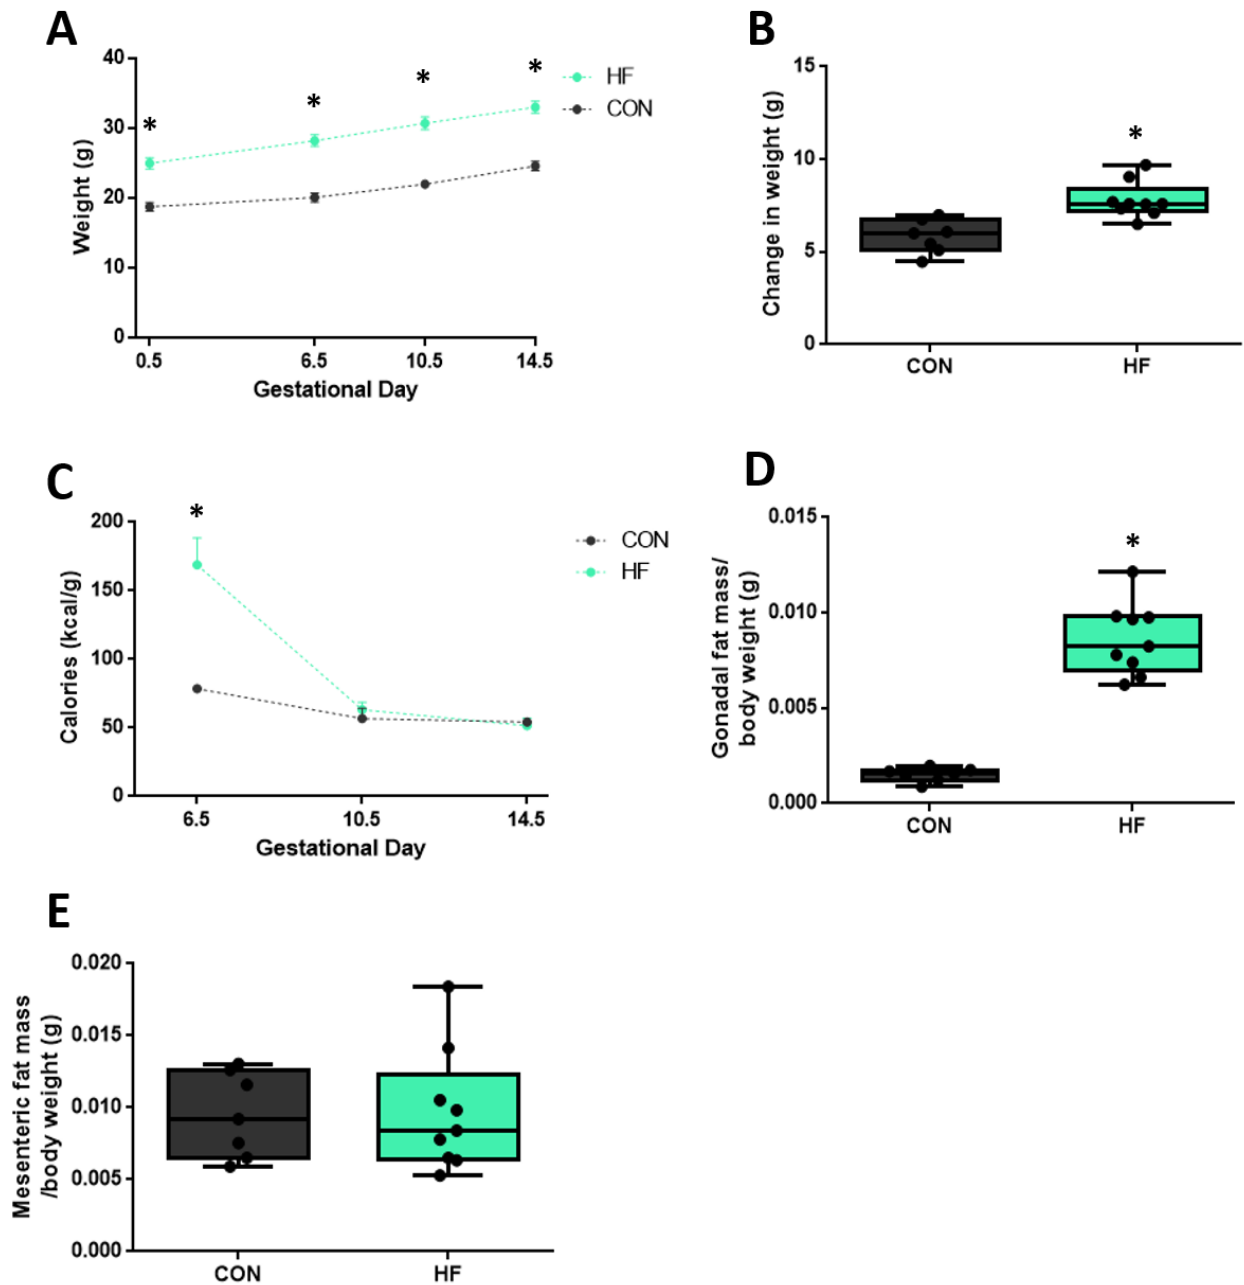 A
40
30
20
10
0
Weight (g)
* * * *
HF
CON
0.5 6.5 10.5 14.5
Gestational Day
B
15
10
5
0
Change in weight (g)
*
CON HF
C
200
150
100
50
0
Calories (kcal/g)
*
CON
HF
6.5 10.5 14.5
Gestational Day
D
0.015
0.010
0.005
0.000
Gonadal fat mass/
body weight (g)
*
CON HF
E
0.020
0.015
0.010
0.005
0.000
Mesenteric fat mass
/body weight (g)
CON HF